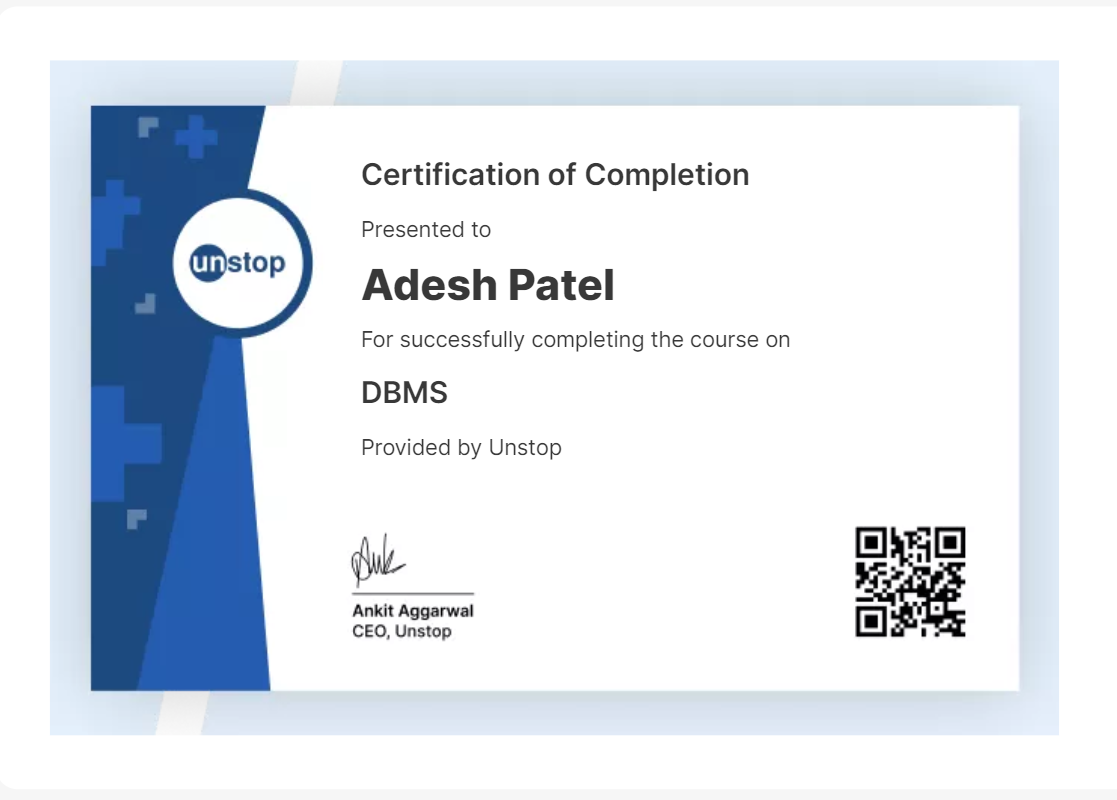 unstop
Certification of Completion
Presented to
Adesh Patel
For successfully completing the course on
DBMS
Provided by Unstop
Ankit Aggarwal
CEO, Unstop